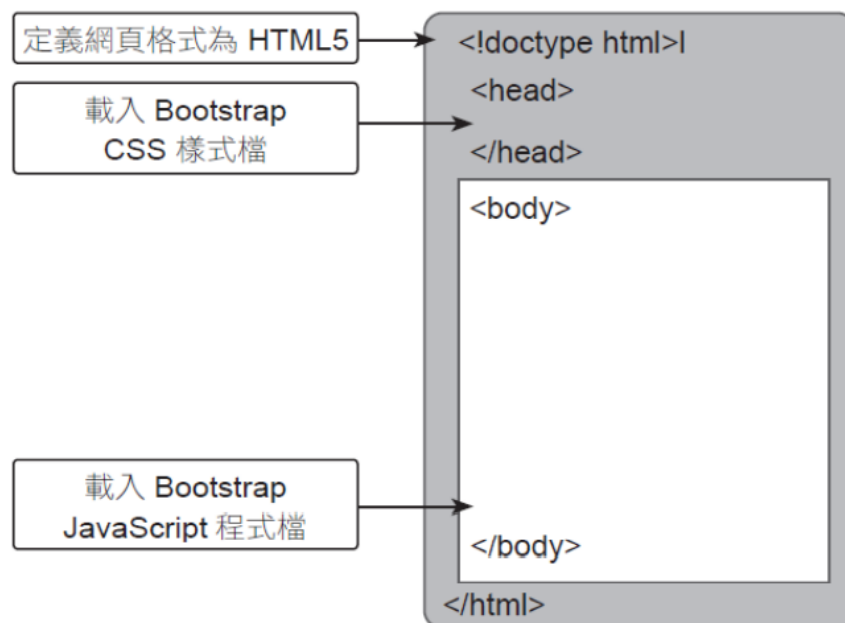 定義網頁格式為 HTML5
<!doctype html>l
<head>
載入 Bootstrap
CSS 樣式檔
</head>
<body>
載入 Bootstrap
JavaScript 程式檔
</body>
</html>